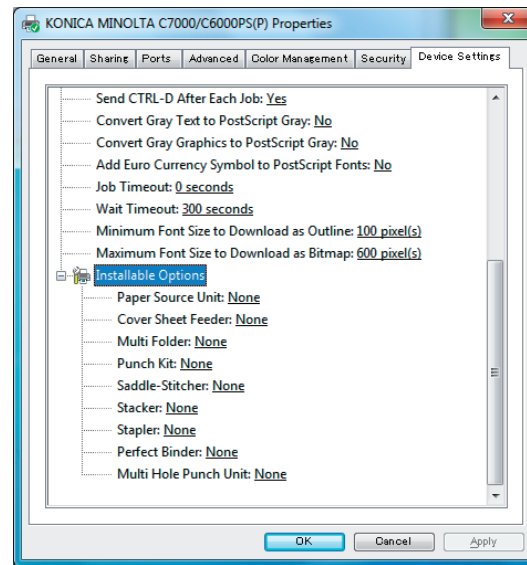 KONICA MINOLTA C7000/C6000PS(P) Properties
General Sharing Ports Advanced Color Management Security Device Settings
Send CTRL-D After Each Job: Yes
Convert Gray Text to PostScript Gray: No
Convert Gray Graphics to PostScript Gray: No
Add Euro Currency Symbol to PostScript Fonts: No
Job Timeout: 0 seconds
Wait Timeout: 300 seconds
Minimum Font Size to Download as Outline: 100 pixel(s)
Maximum Font Size to Download as Bitmap: 600 pixel(s)
Installable Options
Paper Source Unit: None
Cover Sheet Feeder: None
Multi Folder: None
Punch Kit: None
Saddle-Stitcher: None
Stacker: None
Stapler: None
Perfect Binder: None
Multi Hole Punch Unit: None
OK Cancel Apply